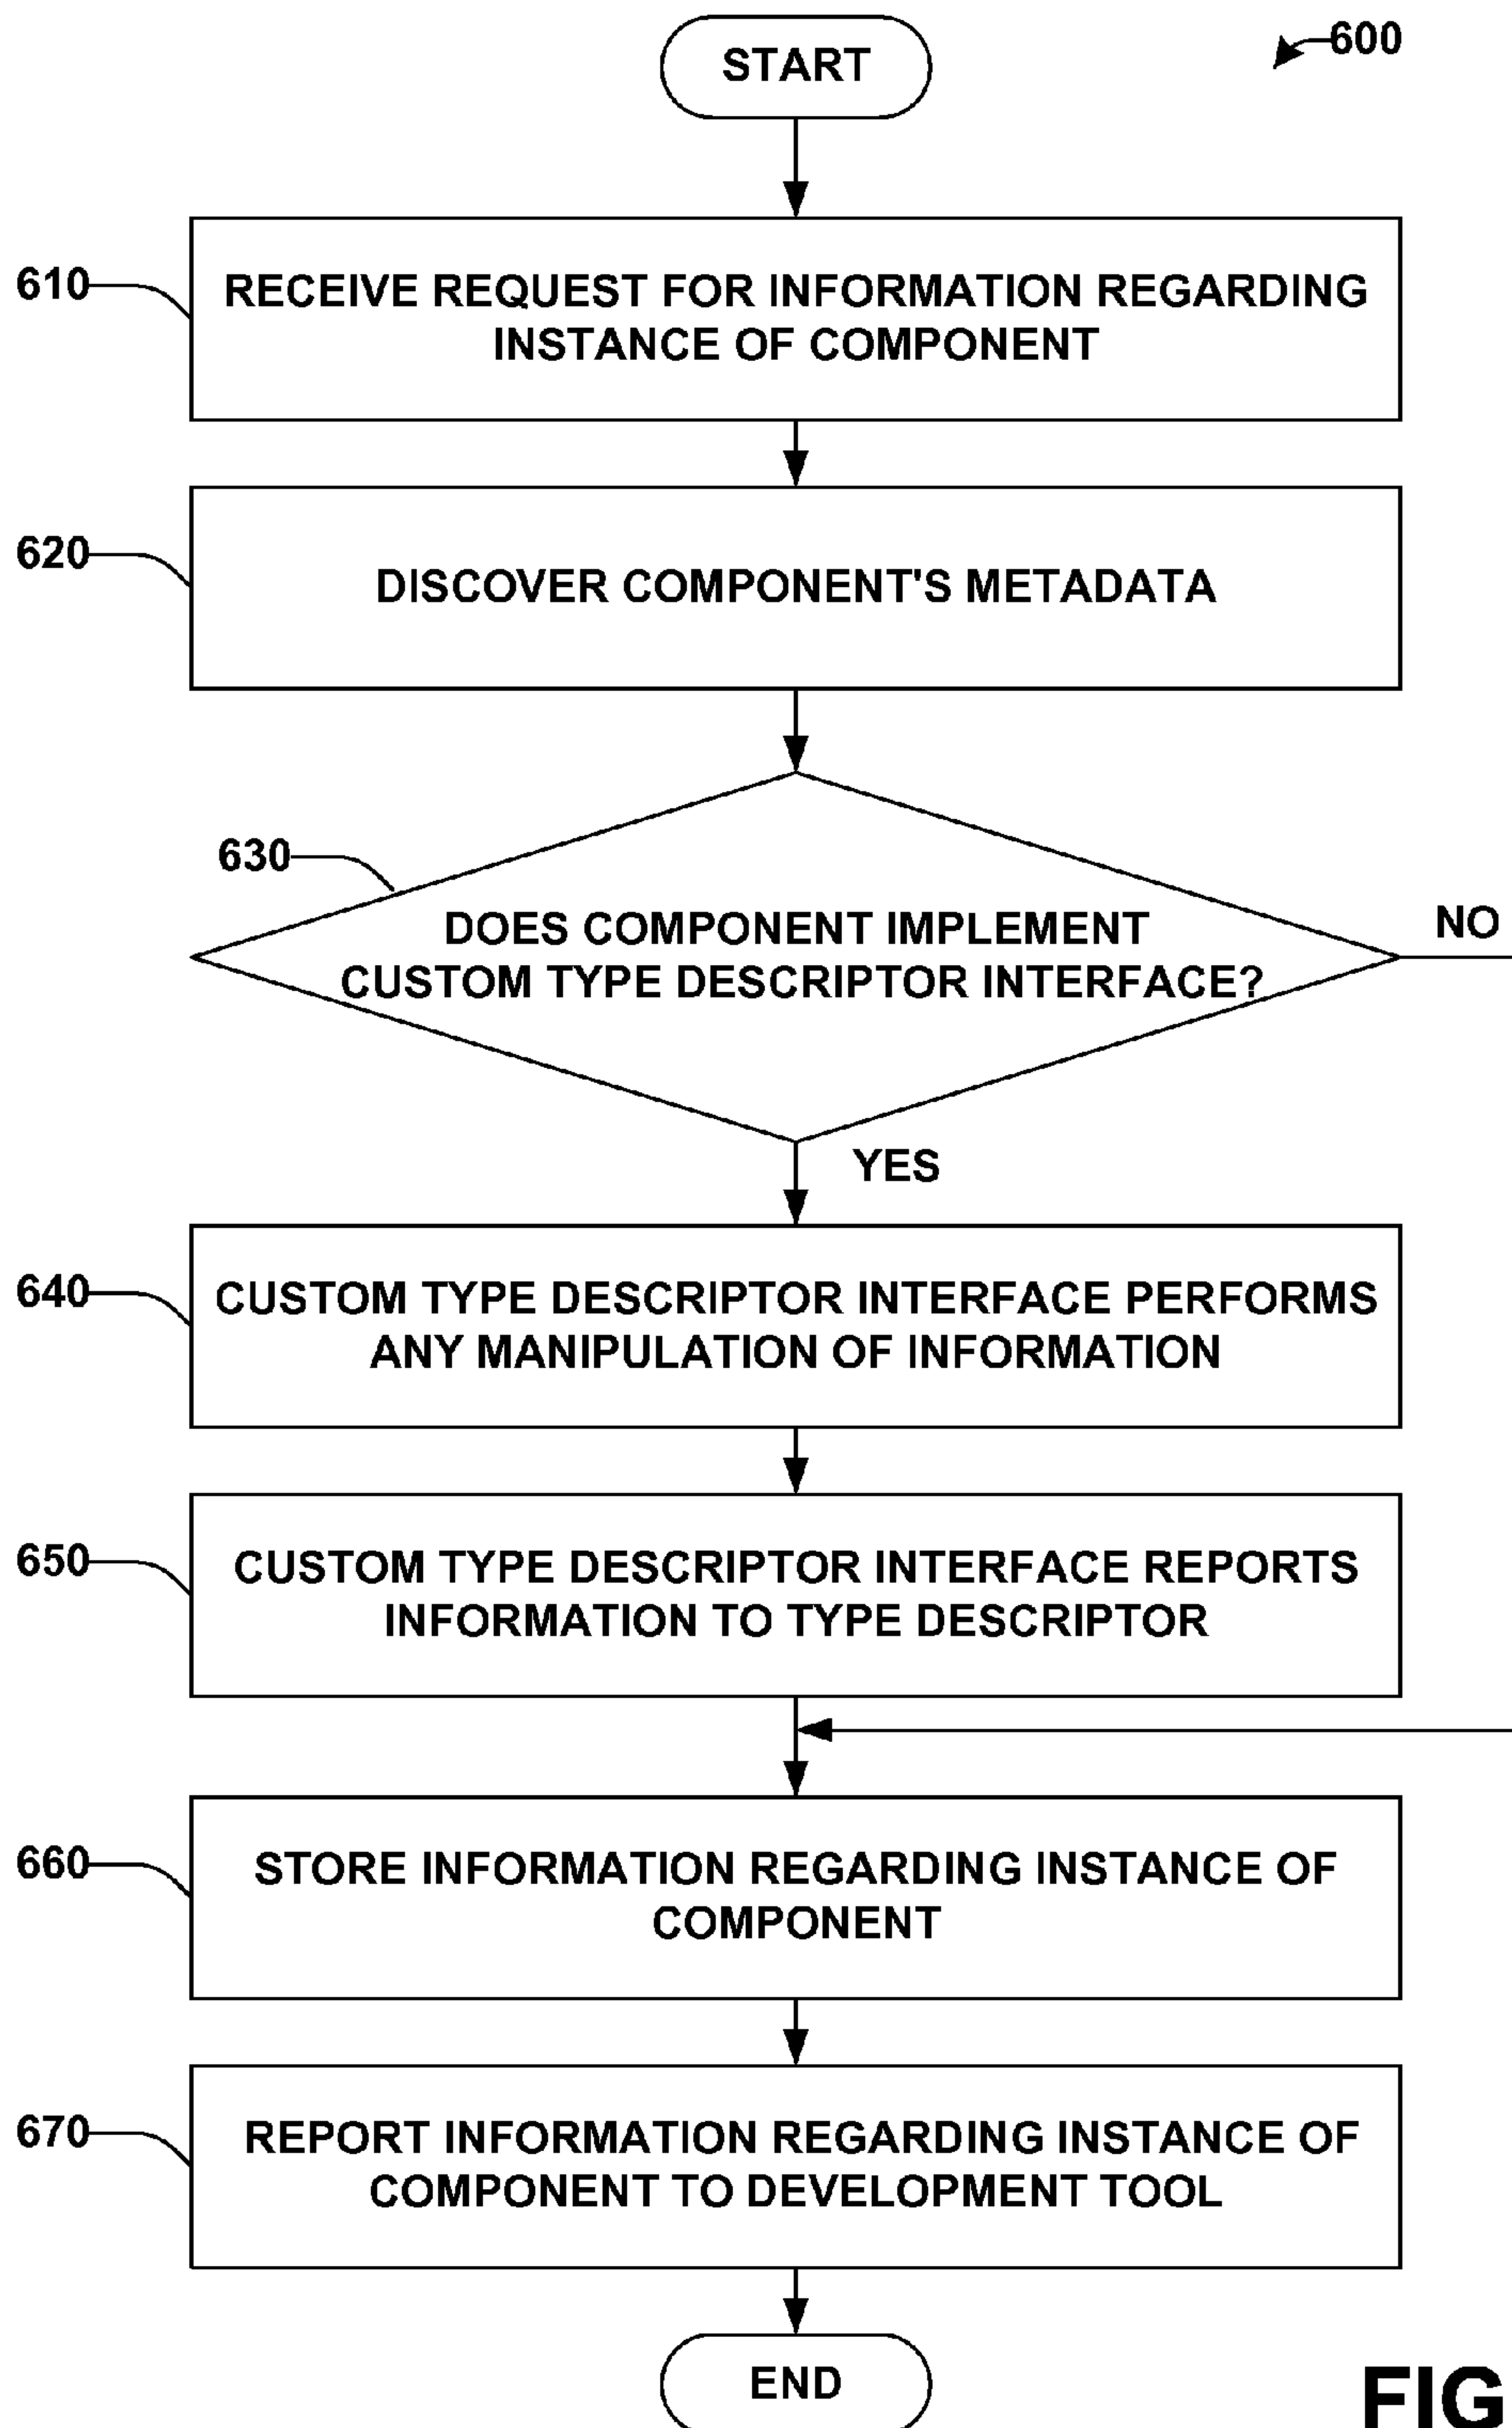 START
600
610
RECEIVE REQUEST FOR INFORMATION REGARDING
INSTANCE OF COMPONENT
620
DISCOVER COMPONENT'S METADATA
630
DOES COMPONENT IMPLEMENT
CUSTOM TYPE DESCRIPTOR INTERFACE?
NO
YES
640
CUSTOM TYPE DESCRIPTOR INTERFACE PERFORMS
ANY MANIPULATION OF INFORMATION
650
CUSTOM TYPE DESCRIPTOR INTERFACE REPORTS
INFORMATION TO TYPE DESCRIPTOR
660
STORE INFORMATION REGARDING INSTANCE OF
COMPONENT
670
REPORT INFORMATION REGARDING INSTANCE OF
COMPONENT TO DEVELOPMENT TOOL
END
FIG